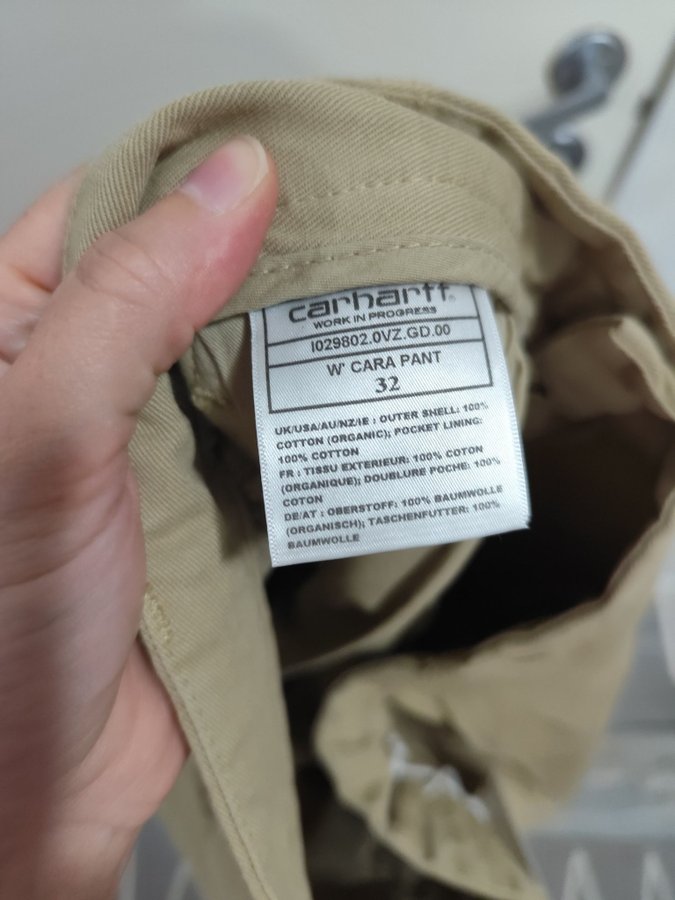 carhartt®
WORK IN PROGRESS
I029802.0VZ.GD.00
W' CARA PANT
32
UK/USA/AU/NZ/IE : OUTER SHELL: 100%
COTTON (ORGANIC); POCKET LINING:
100% COTTON
FR : TISSU EXTERIEUR: 100% COTON
(ORGANIQUE); DOUBLURE POCHE: 100%
COTON
DE/AT : OBERSTOFF: 100% BAUMWOLLE
(ORGANISCH); TASCHENFUTTER: 100%
BAUMWOLLE